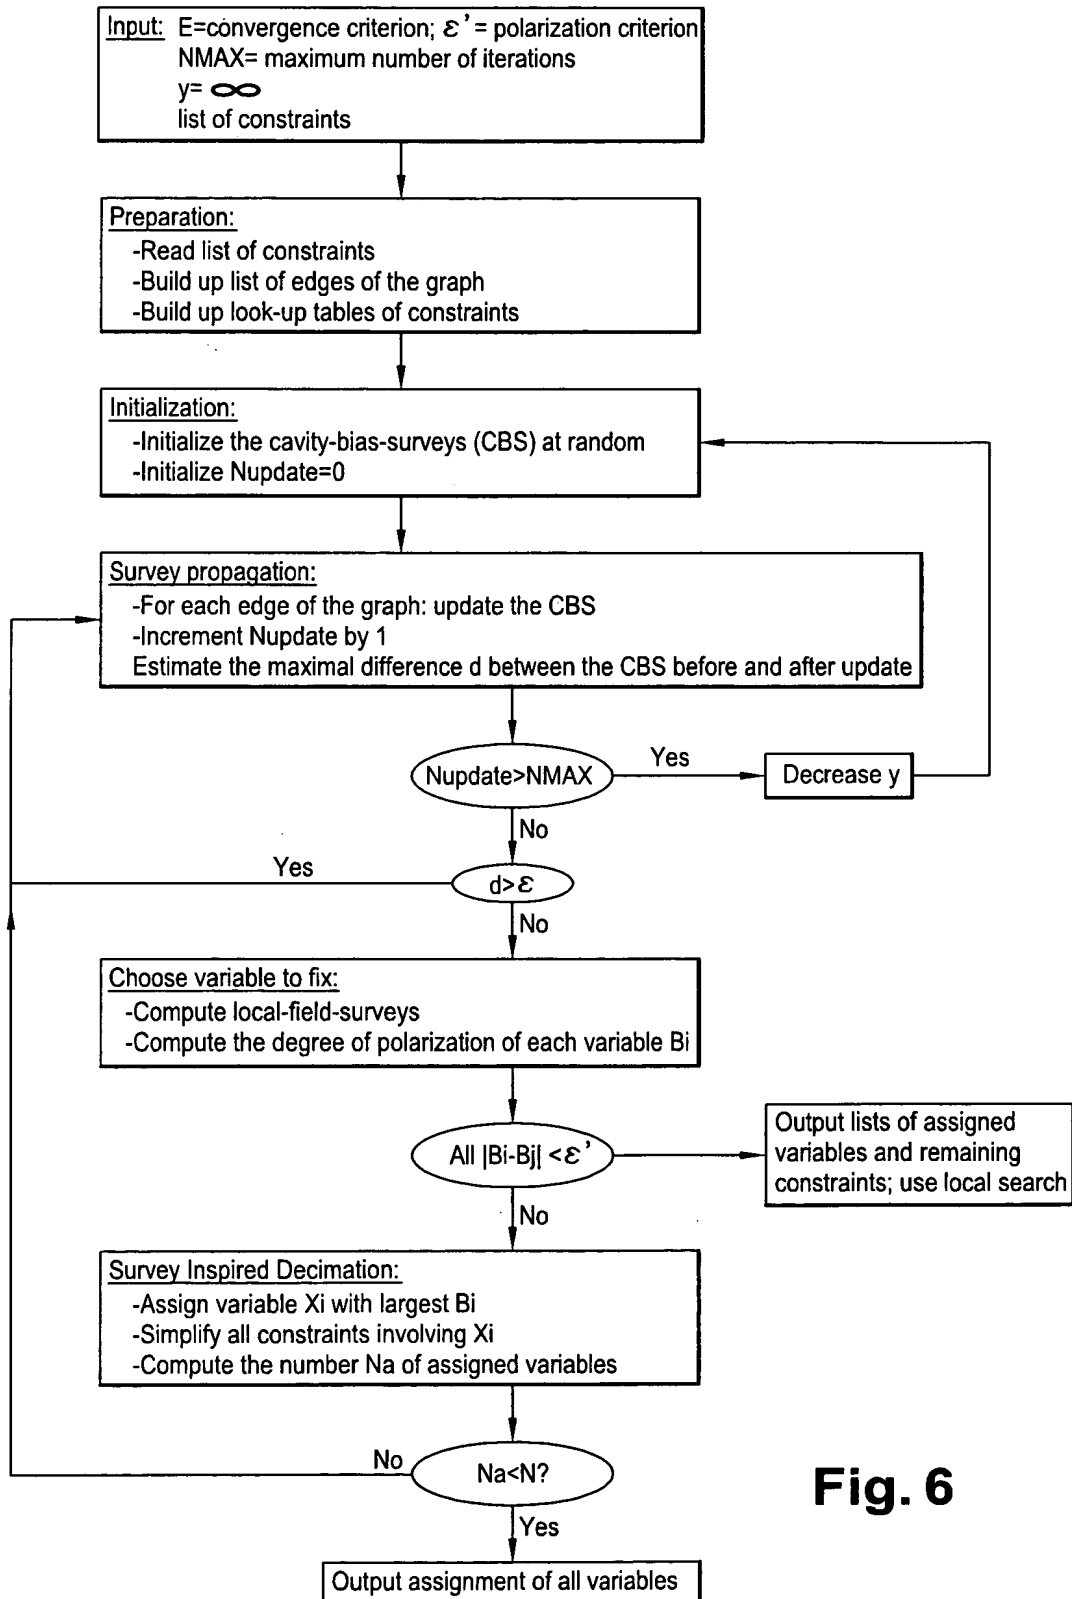 Input: E=convergence criterion; ε’= polarization criterion
NMAX= maximum number of iterations
y= ∞
list of constraints
Preparation:
-Read list of constraints
-Build up list of edges of the graph
-Build up look-up tables of constraints
Initialization:
-Initialize the cavity-bias-surveys (CBS) at random
-Initialize Nupdate=0
Survey propagation:
-For each edge of the graph: update the CBS
-Increment Nupdate by 1
Estimate the maximal difference d between the CBS before and after update
Nupdate>NMAX
Yes
Decrease y
No
Yes
d>ε
No
Choose variable to fix:
-Compute local-field-surveys
-Compute the degree of polarization of each variable Bi
All |Bi-Bj| <ε’
Output lists of assigned
variables and remaining
constraints; use local search
No
Survey Inspired Decimation:
-Assign variable Xi with largest Bi
-Simplify all constraints involving Xi
-Compute the number Na of assigned variables
No
Na<N?
Yes
Output assignment of all variables
Fig. 6